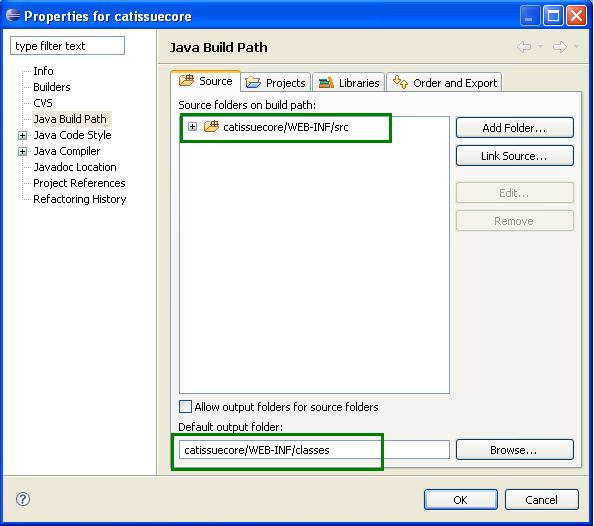 Properties for catissuecore
type filter text
Info
Builders
CVS
Java Build Path
Java Code Style
Java Compiler
Javadoc Location
Project References
Refactoring History
Java Build Path
Source Projects Libraries Order and Export
Source folders on build path:
catissuecore/WEB-INF/src
Add Folder...
Link Source...
Edit...
Remove
Allow output folders for source folders
Default output folder:
catissuecore/WEB-INF/classes
Browse...
?
OK Cancel